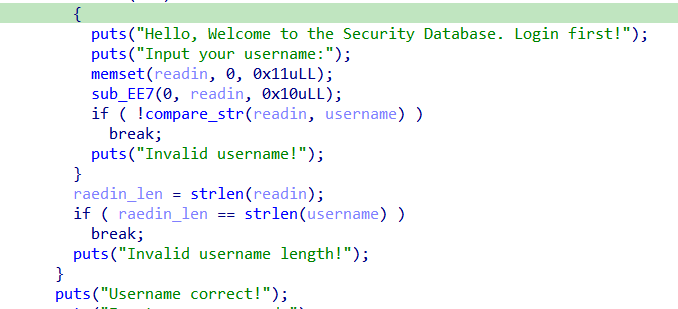 {
puts("Hello, Welcome to the Security Database. Login first!");
puts("Input your username:");
memset(readin, 0, 0x11uLL);
sub_EE7(0, readin, 0x10uLL);
if ( !compare_str(readin, username) )
break;
puts("Invalid username!");
}
raedin_len = strlen(readin);
if ( raedin_len == strlen(username) )
break;
puts("Invalid username length!");
}
puts("Username correct!");